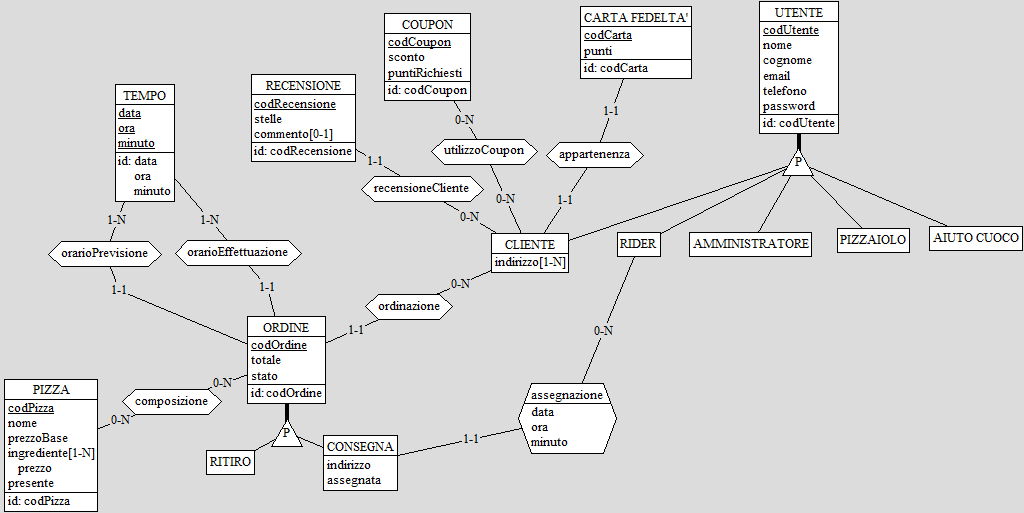 UTENTE
codUtente
nome
cognome
email
telefono
password
id: codUtente
P
CARTA FEDELTA'
codCarta
punti
id: codCarta
1-1
appartenenza
1-1
COUPON
codCoupon
sconto
puntiRichiesti
id: codCoupon
0-N
utilizzoCoupon
0-N
RECENSIONE
codRecensione
stelle
commento[0-1]
id: codRecensione
1-1
recensioneCliente
0-N
TEMPO
data
ora
minuto
id: data
ora
minuto
1-N
1-N
orarioPrevisione
orarioEffettuazione
1-1
1-1
CLIENTE
indirizzo[1-N]
RIDER
AMMINISTRATORE
PIZZAIOLO
AIUTO CUOCO
0-N
ordinazione
1-1
0-N
ORDINE
codOrdine
totale
stato
id: codOrdine
P
0-N
composizione
0-N
PIZZA
codPizza
nome
prezzoBase
ingrediente[1-N]
prezzo
presente
id: codPizza
RITIRO
CONSEGNA
indirizzo
assegnata
1-1
assegnazione
data
ora
minuto